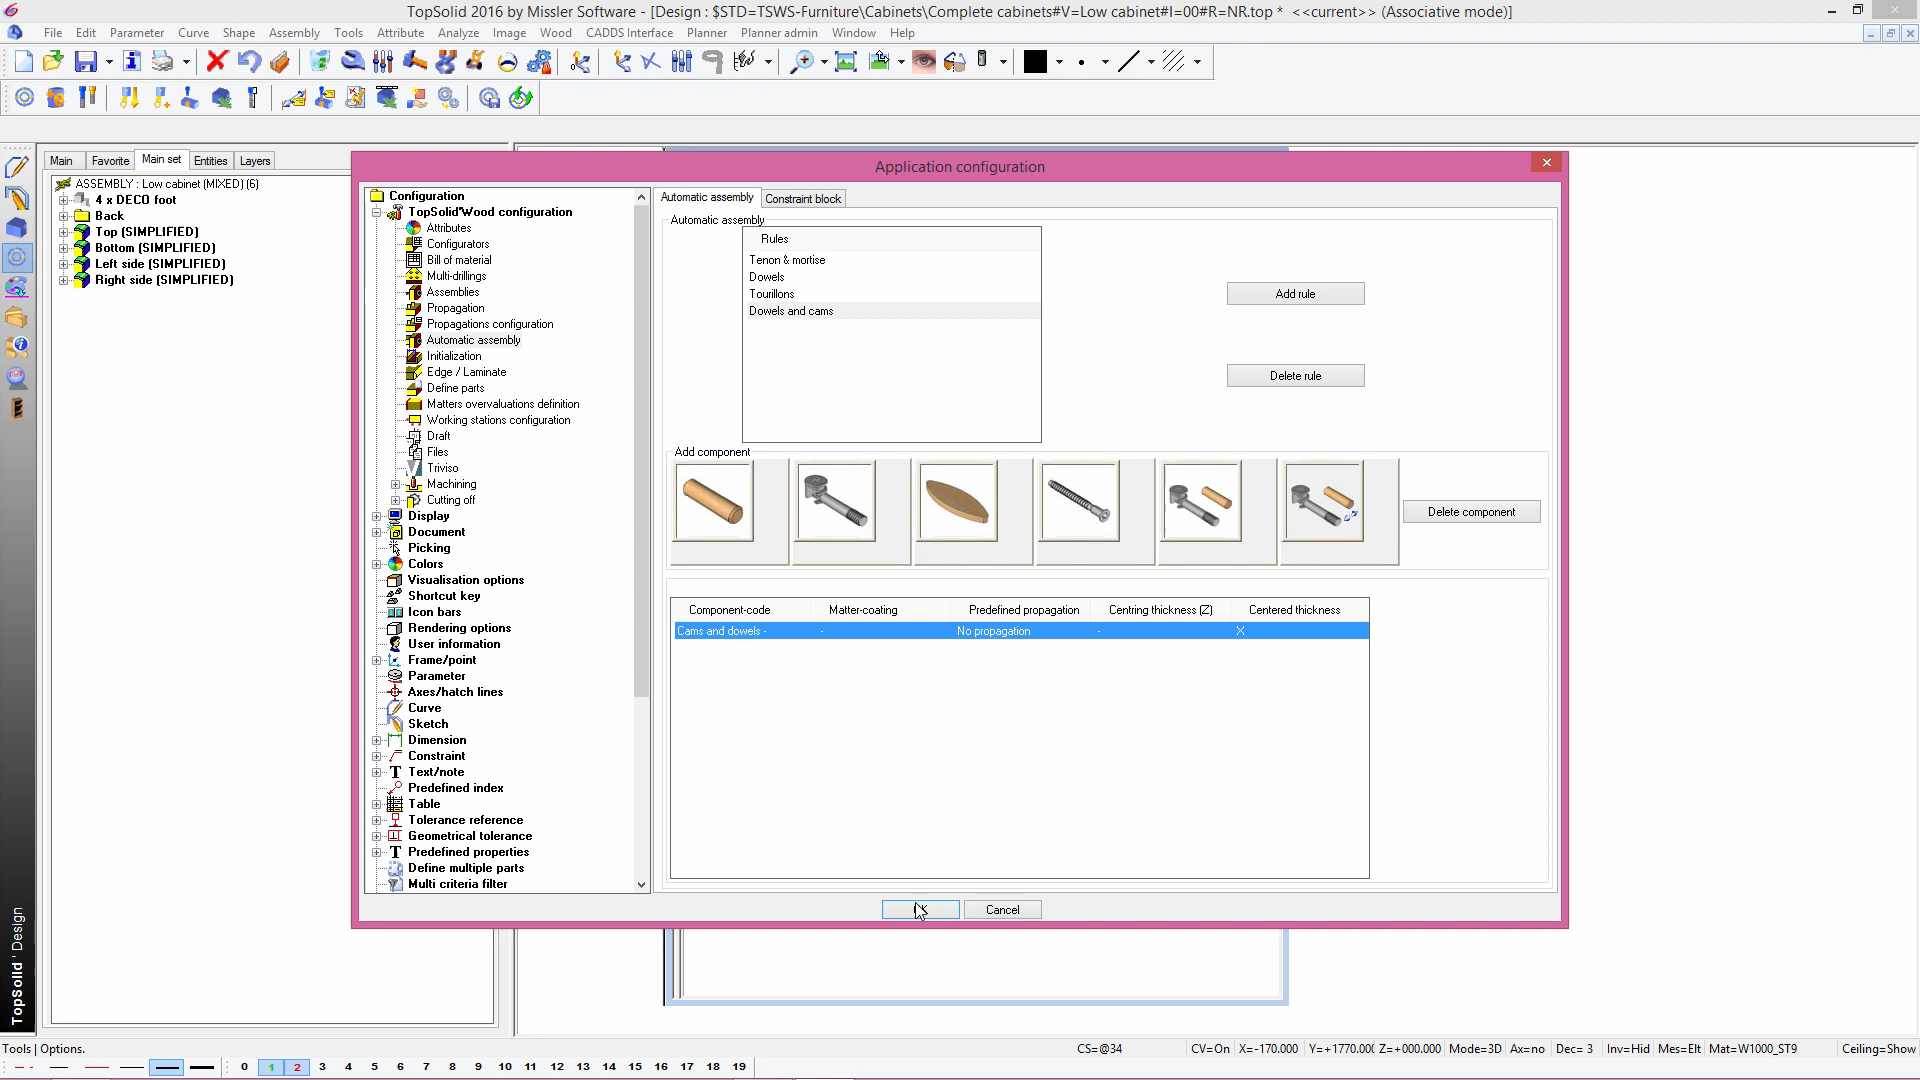 TopSolid 2016 by Missler Software - [Design : $STD=TSWS-Furniture\Cabinets\Complete cabinets#V=Low cabinet#I=00#R=NR.top *  <<current>> (Associative mode)]
File Edit Parameter Curve Shape Assembly Tools Attribute Analyze Image Wood CADDS Interface Planner Planner admin Window Help
Main Favorite Main set Entities Layers
ASSEMBLY : Low cabinet (MIXED) (6)
4 x DECO foot
Back
Top (SIMPLIFIED)
Bottom (SIMPLIFIED)
Left side (SIMPLIFIED)
Right side (SIMPLIFIED)
Application configuration
Configuration
TopSolid'Wood configuration
Attributes
Configurators
Bill of material
Multi-drillings
Assemblies
Propagation
Propagations configuration
Automatic assembly
Initialization
Edge / Laminate
Define parts
Matters overvaluations definition
Working stations configuration
Draft
Files
Triviso
Machining
Cutting off
Display
Document
Picking
Colors
Visualisation options
Shortcut key
Icon bars
Rendering options
User information
Frame/point
Parameter
Axes/hatch lines
Curve
Sketch
Dimension
Constraint
Text/note
Predefined index
Table
Tolerance reference
Geometrical tolerance
Predefined properties
Define multiple parts
Multi criteria filter
Automatic assembly Constraint block
Automatic assembly
Rules
Tenon & mortise
Dowels
Tourillons
Dowels and cams
Add rule
Delete rule
Add component
Delete component
Component-code Matter-coating Predefined propagation Centring thickness (Z) Centered thickness
Cams and dowels - - No propagation - X
Cancel
TopSolid ' Design
Tools | Options.
CS=@34 CV=On X=-170.000 Y=+1770.000 Z=+000.000 Mode=3D Ax=no Dec= 3 Inv=Hid Mes=Elt Mat=W1000_ST9 Ceiling=Show
0 1 2 3 4 5 6 7 8 9 10 11 12 13 14 15 16 17 18 19